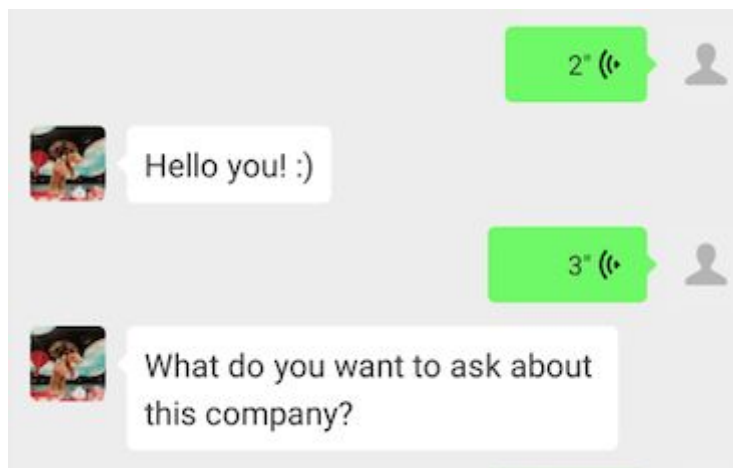 2"
Hello you! :)
3"
What do you want to ask about
this company?